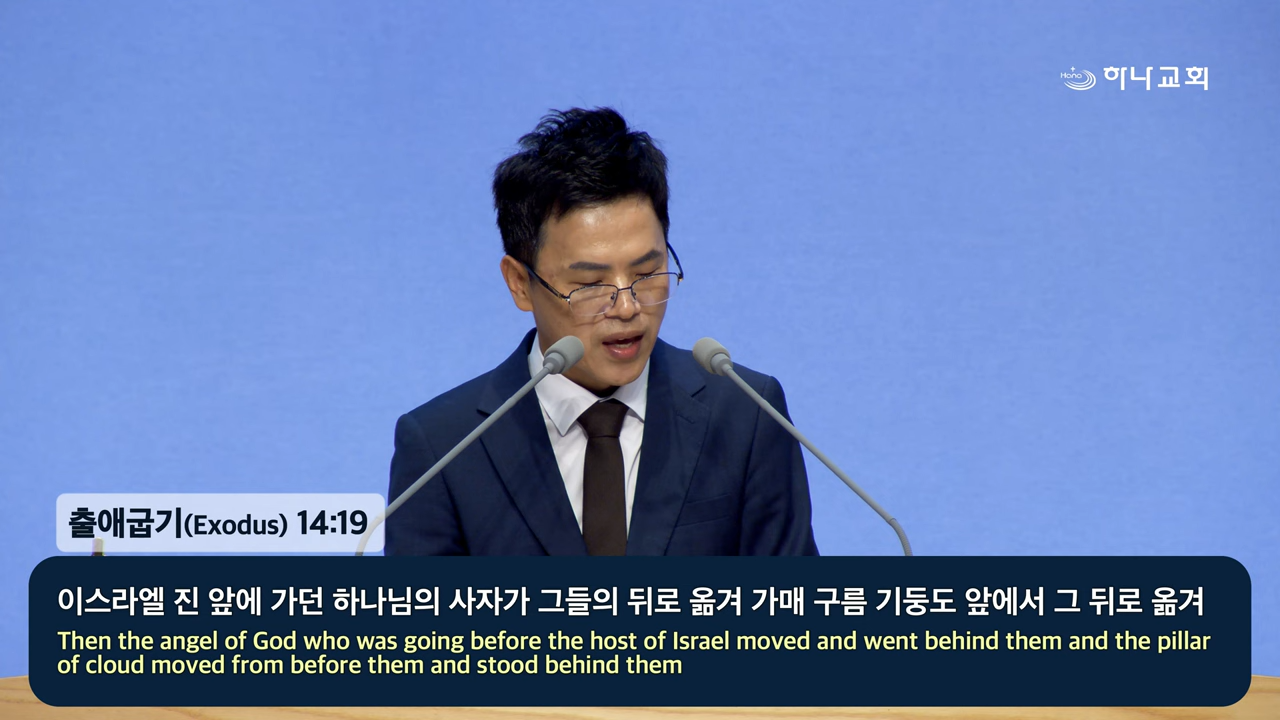 Hana 하나교회
출애굽기(Exodus) 14:19
이스라엘 진 앞에 가던 하나님의 사자가 그들의 뒤로 옮겨 가매 구름 기둥도 앞에서 그 뒤로 옮겨
Then the angel of God who was going before the host of Israel moved and went behind them and the pillar
of cloud moved from before them and stood behind them